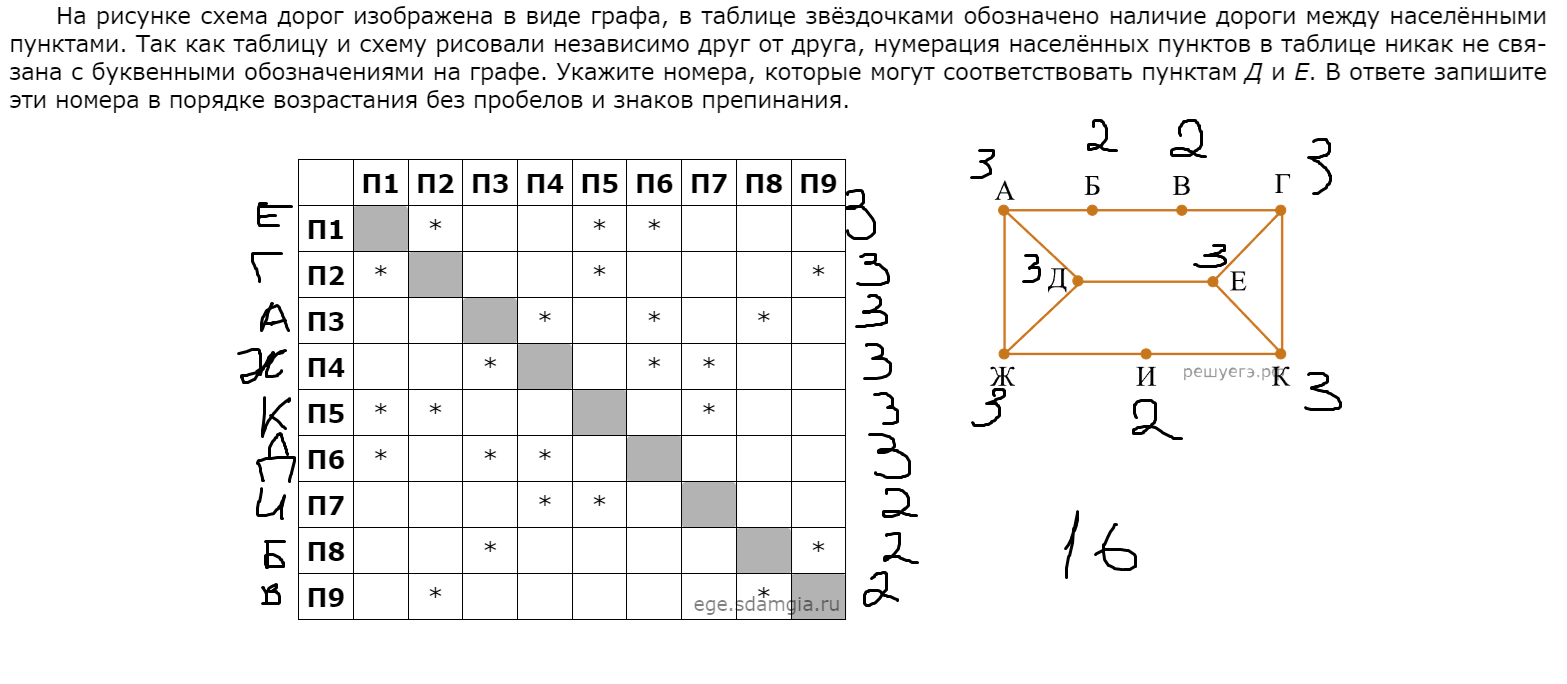 На рисунке схема дорог изображена в виде графа, в таблице звёздочками обозначено наличие дороги между населёнными
пунктами. Так как таблицу и схему рисовали независимо друг от друга, нумерация населённых пунктов в таблице никак не свя-
зана с буквенными обозначениями на графе. Укажите номера, которые могут соответствовать пунктам Д и Е. В ответе запишите
эти номера в порядке возрастания без пробелов и знаков препинания.
П1 П2 П3 П4 П5 П6 П7 П8 П9
Е П1 * * * 3
Г П2 * * * 3
А П3 * * * 3
Ж П4 * * * 3
К П5 * * * 3
Д П6 * * * 3
И П7 * * 2
Б П8 * * 2
В П9 * * 2
ege.sdamgia.ru
3 2 2 3
А Б В Г
3 Д 3 Е
Ж И К
решуегэ.рф
3 2 3
16